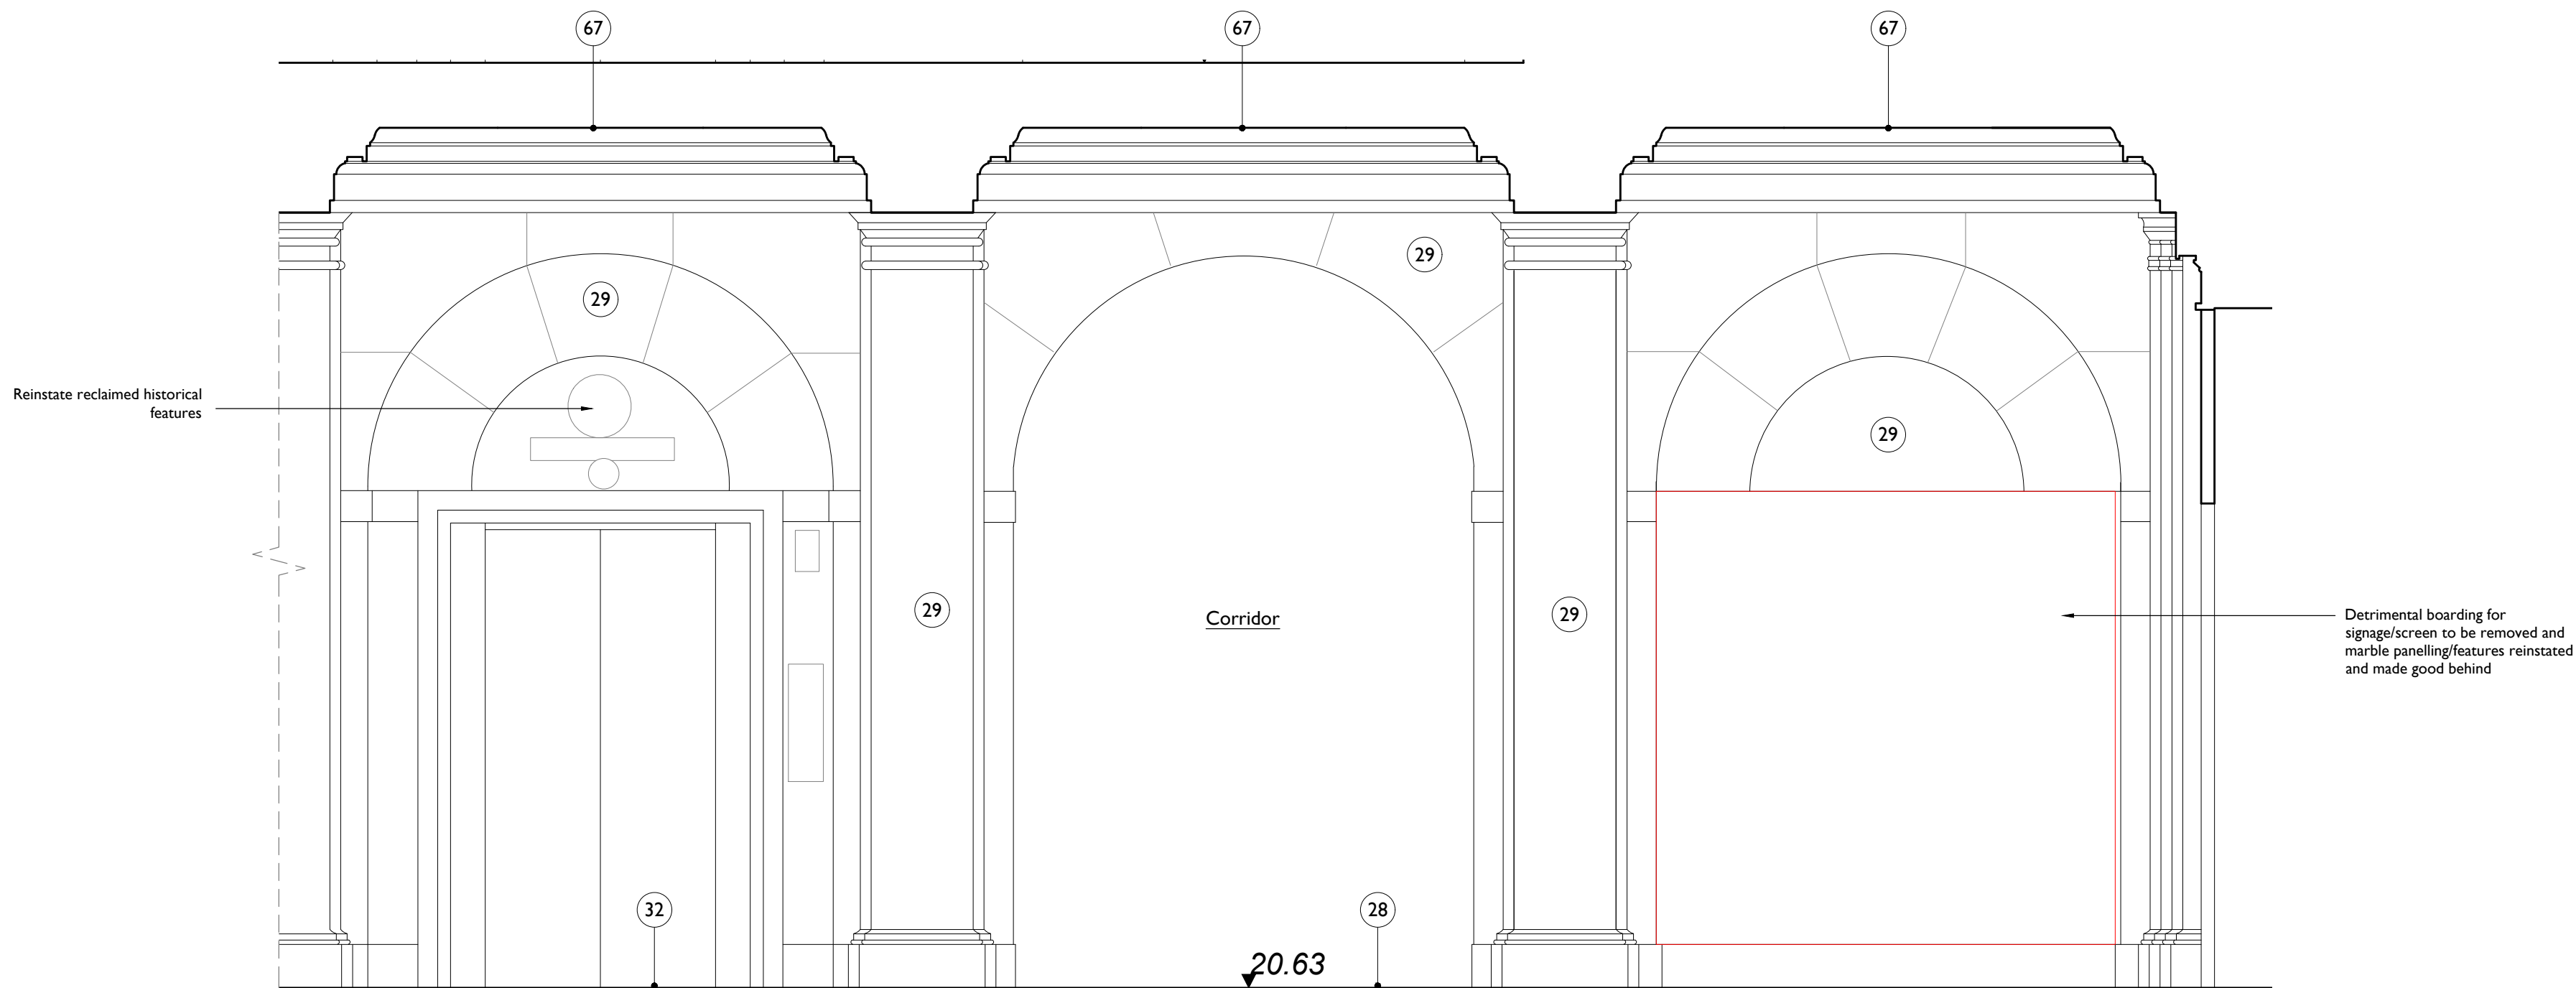 67
67
67
29
29
Reinstate reclaimed historical
features
29
29
29
Corridor
Detrimental boarding for
signage/screen to be removed and
marble panelling/features reinstated
and made good behind
32
28
20.63